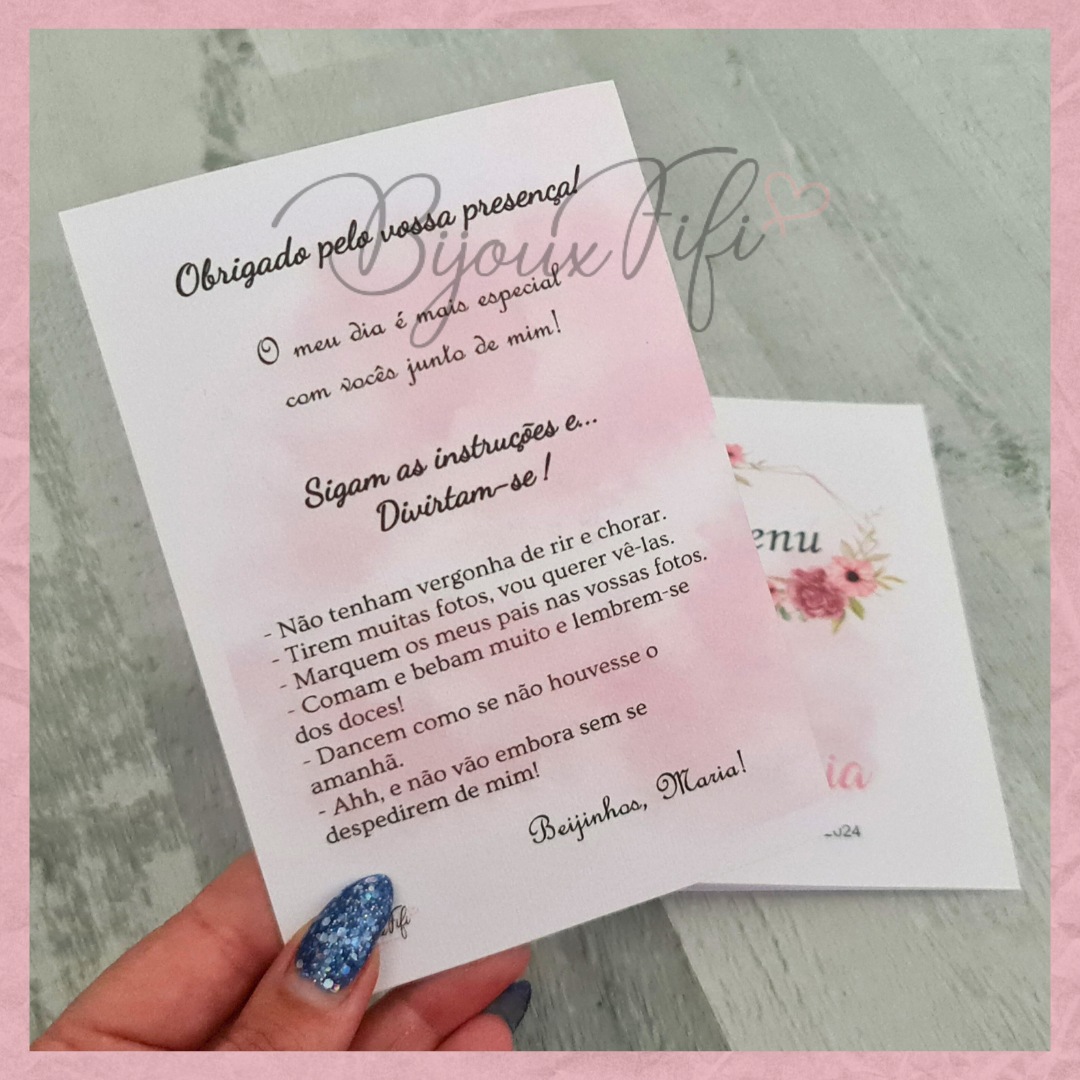 Obrigado pelo vossa presença!
BijouxFifi
O meu dia é mais especial
com vocês junto de mim!
Sigam as instruções e...
Divirtam-se !
- Não tenham vergonha de rir e chorar.
- Tirem muitas fotos, vou querer vê-las.
- Marquem os meus pais nas vossas fotos.
- Comam e bebam muito e lembrem-se
dos doces!
- Dancem como se não houvesse o
amanhã.
- Ahh, e não vão embora sem se
despedirem de mim!
Beijinhos, Maria!